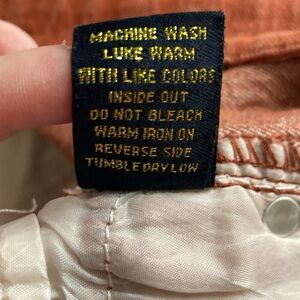 MACHINE WASH
LUKE WARM
WITH LIKE COLORS
INSIDE OUT
DO NOT BLEACH
WARM IRON ON
REVERSE SIDE
TUMBLE DRY LOW